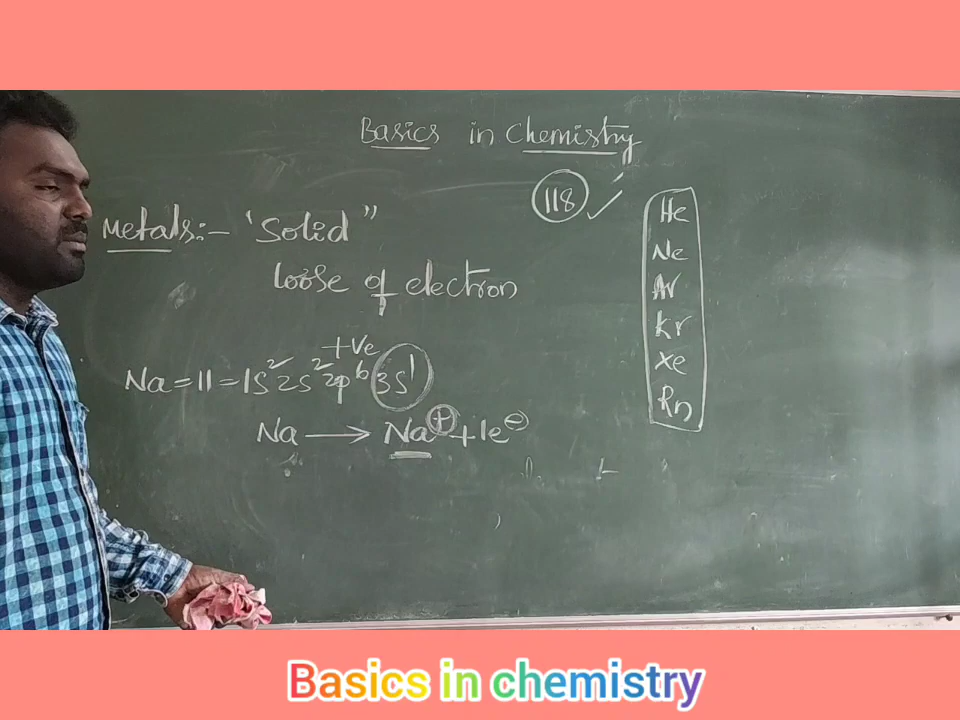 Basics in Chemistry
118
Metals:- "Solid"
loose of electron
+ve
Na = 11 = 1s² 2s² 2p⁶ 3s¹
Na → Na⁺ + 1e⁻
He
Ne
Ar
Kr
Xe
Rn
Basics in chemistry